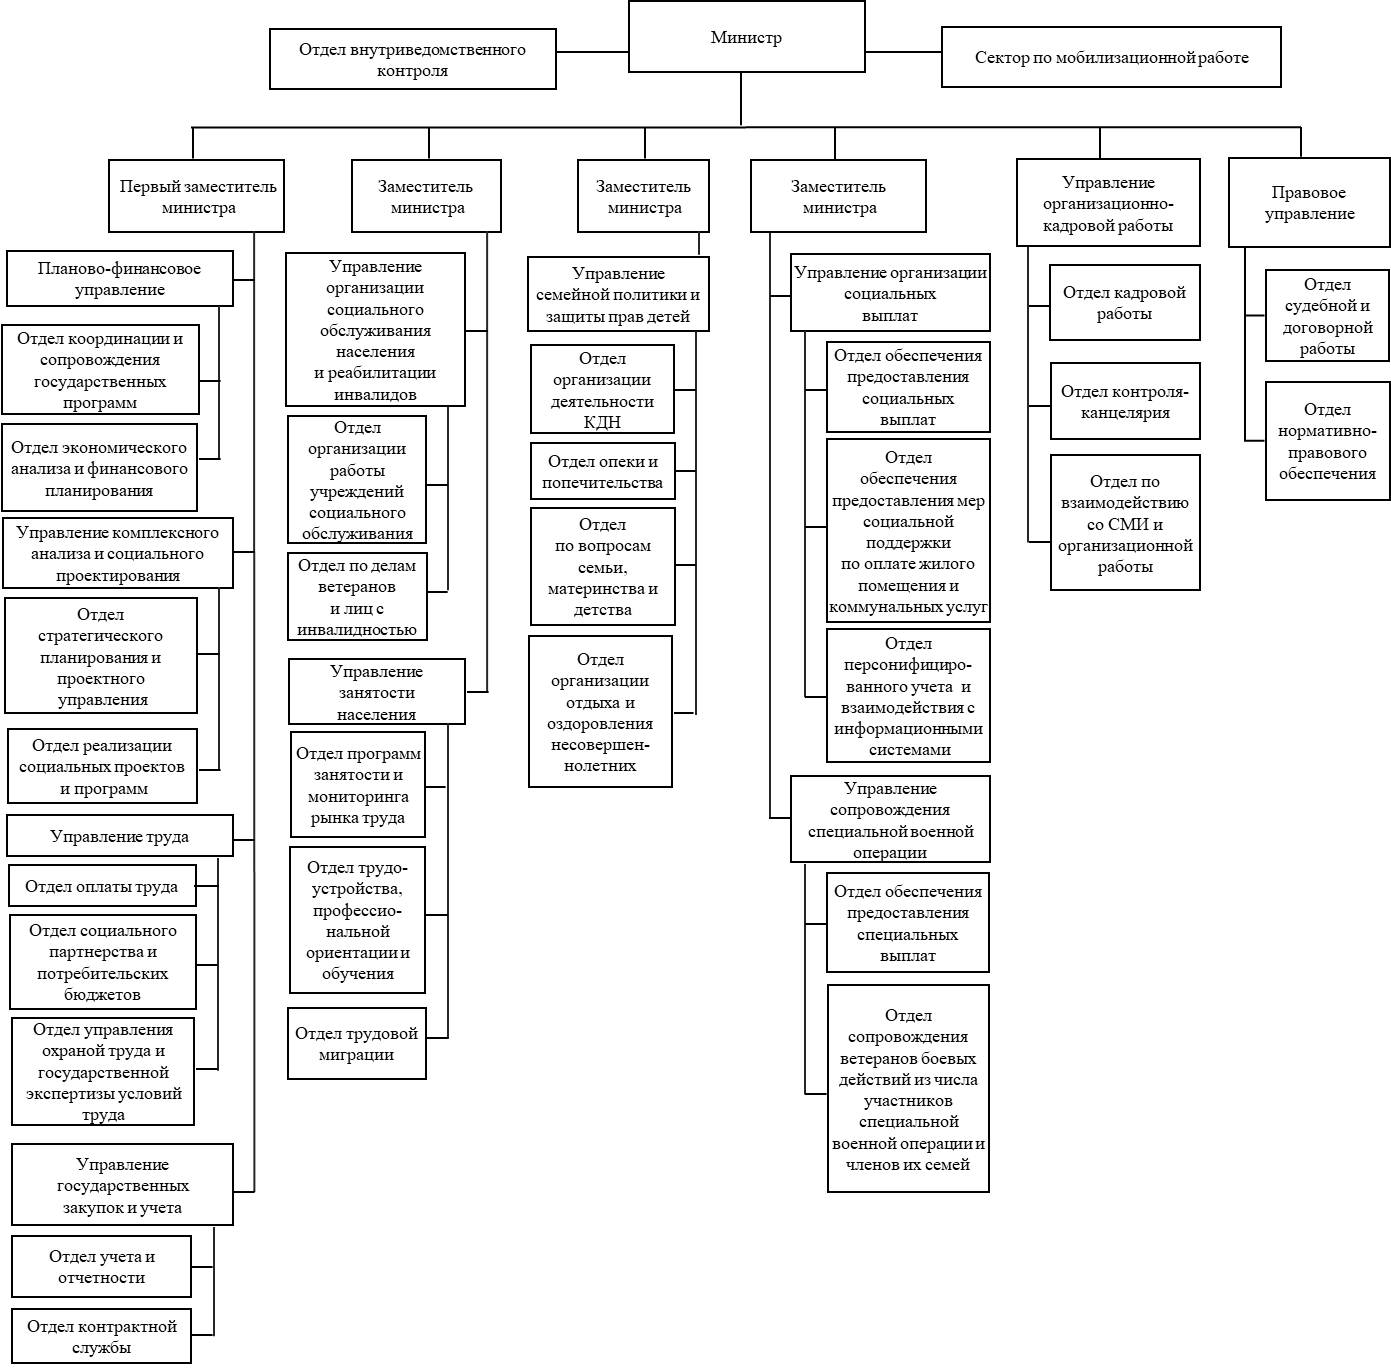 Министр
Отдел внутриведомственного
контроля
Сектор по мобилизационной работе
Первый заместитель
министра
Планово-финансовое
управление
Отдел координации и
сопровождения
государственных
программ
Отдел экономического
анализа и финансового
планирования
Управление комплексного
анализа и социального
проектирования
Отдел
стратегического
планирования и
проектного
управления
Отдел реализации
социальных проектов
и программ
Управление труда
Отдел оплаты труда
Отдел социального
партнерства и
потребительских
бюджетов
Отдел управления
охраной труда и
государственной
экспертизы условий
труда
Управление
государственных
закупок и учета
Отдел учета и
отчетности
Отдел контрактной
службы
Заместитель
министра
Управление
организации
социального
обслуживания
населения
и реабилитации
инвалидов
Отдел
организации
работы
учреждений
социального
обслуживания
Отдел по делам
ветеранов
и лиц с
инвалидностью
Управление
занятости
населения
Отдел программ
занятости и
мониторинга
рынка труда
Отдел трудо-
устройства,
профессио-
нальной
ориентации и
обучения
Отдел трудовой
миграции
Заместитель
министра
Управление
семейной политики и
защиты прав детей
Отдел
организации
деятельности
КДН
Отдел опеки и
попечительства
Отдел
по вопросам
семьи,
материнства и
детства
Отдел
организации
отдыха и
оздоровления
несовершен-
нолетних
Заместитель
министра
Управление организации
социальных
выплат
Отдел обеспечения
предоставления
социальных
выплат
Отдел
обеспечения
предоставления мер
социальной
поддержки
по оплате жилого
помещения и
коммунальных услуг
Отдел
персонифициро-
ванного учета и
взаимодействия с
информационными
системами
Управление
сопровождения
специальной военной
операции
Отдел обеспечения
предоставления
специальных
выплат
Отдел
сопровождения
ветеранов боевых
действий из числа
участников
специальной
военной операции и
членов их семей
Управление
организационно-
кадровой работы
Отдел кадровой
работы
Отдел контроля-
канцелярия
Отдел по
взаимодействию
со СМИ и
организационной
работы
Правовое
управление
Отдел
судебной и
договорной
работы
Отдел
нормативно-
правового
обеспечения